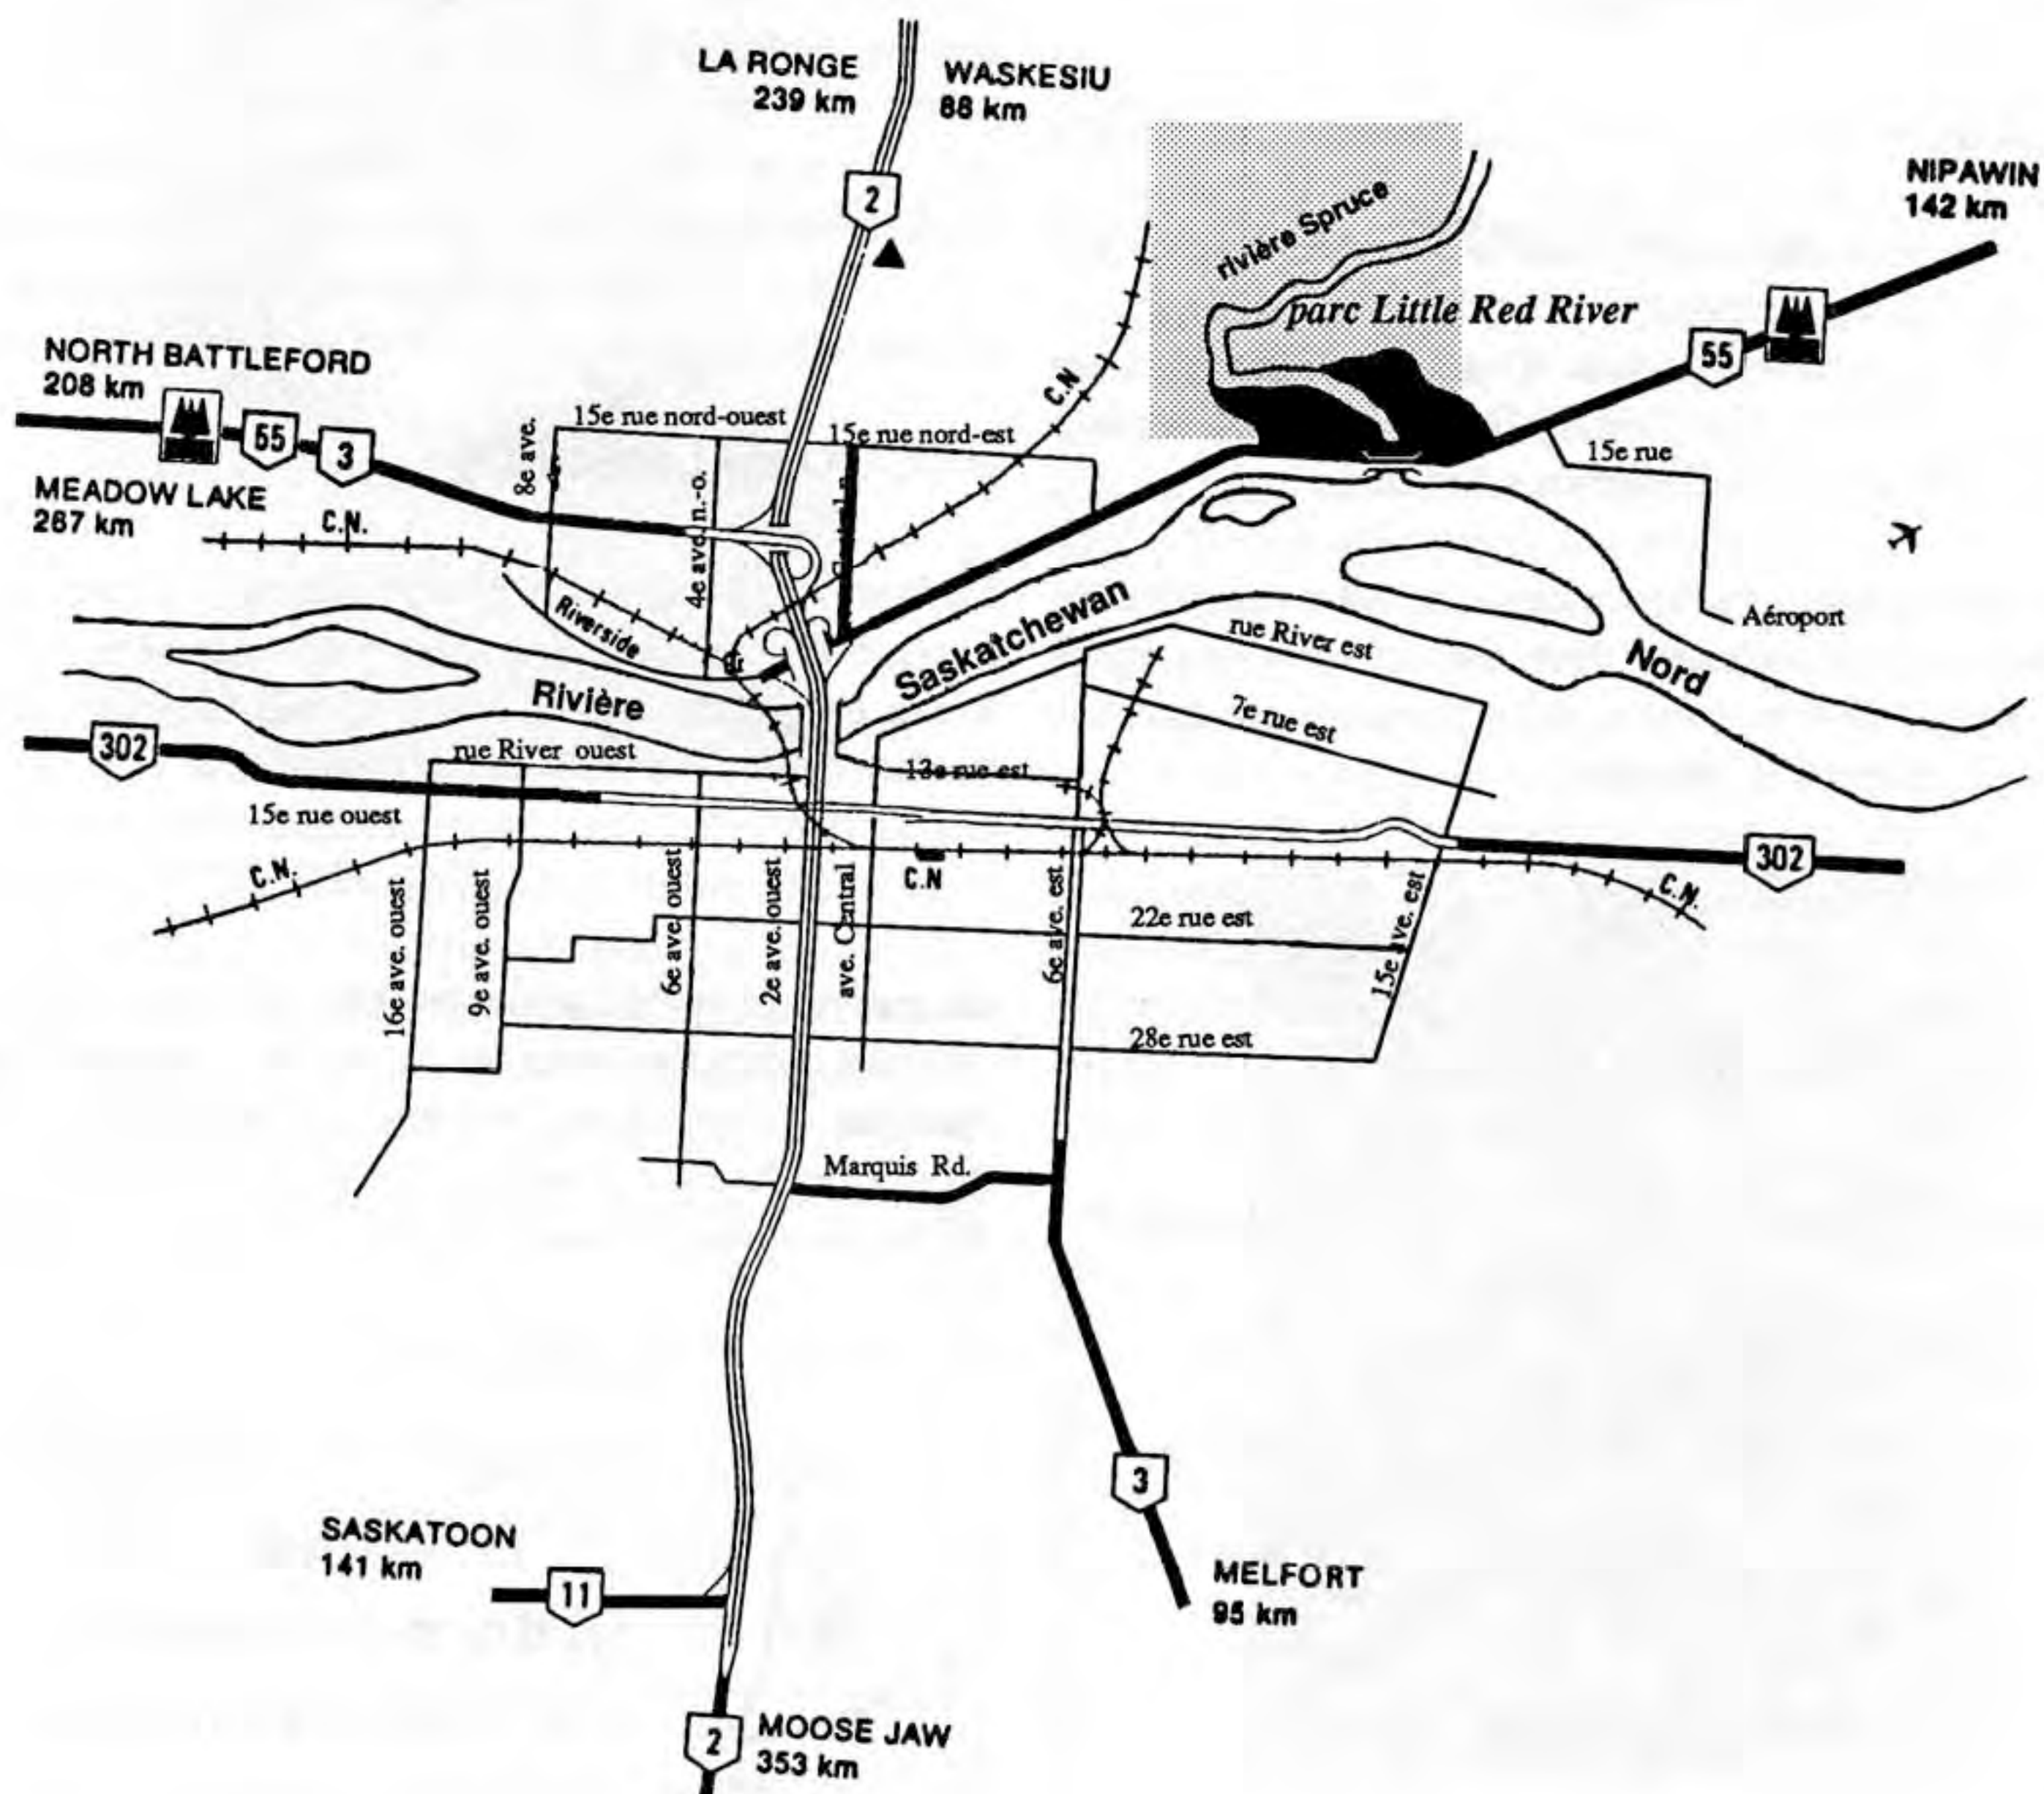 LA RONGE
239 km
WASKESIU
88 km
2
NIPAWIN
142 km
rivière Spruce
parc Little Red River
55
NORTH BATTLEFORD
208 km
55
3
MEADOW LAKE
267 km
C.N.
8e ave.
15e rue nord-ouest
15e rue nord-est
C.N
4e ave. n.-o.
15e rue
Aéroport
Riverside
Rivière
Saskatchewan
Nord
rue River est
7e rue est
302
rue River ouest
13e rue est
15e rue ouest
C.N.
C.N
302
C.N.
16e ave. ouest
9e ave. ouest
6e ave. ouest
2e ave. ouest
ave. Central
6e ave. est
15e ave. est
22e rue est
28e rue est
Marquis Rd.
3
SASKATOON
141 km
11
MELFORT
95 km
2
MOOSE JAW
353 km